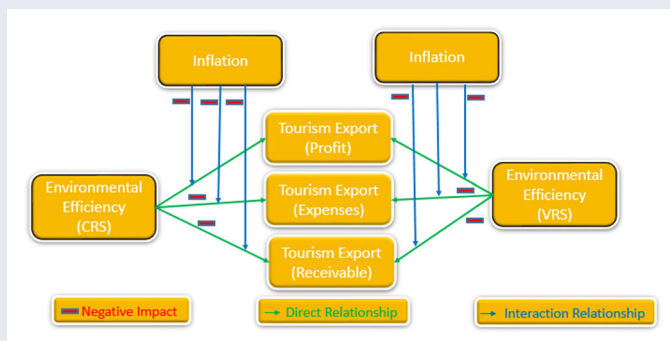 Inflation
Inflation
Tourism Export
(Profit)
Environmental
Efficiency
(CRS)
Tourism Export
(Expenses)
Environmental
Efficiency
(VRS)
Tourism Export
(Receivable)
Negative Impact
Direct Relationship
Interaction Relationship